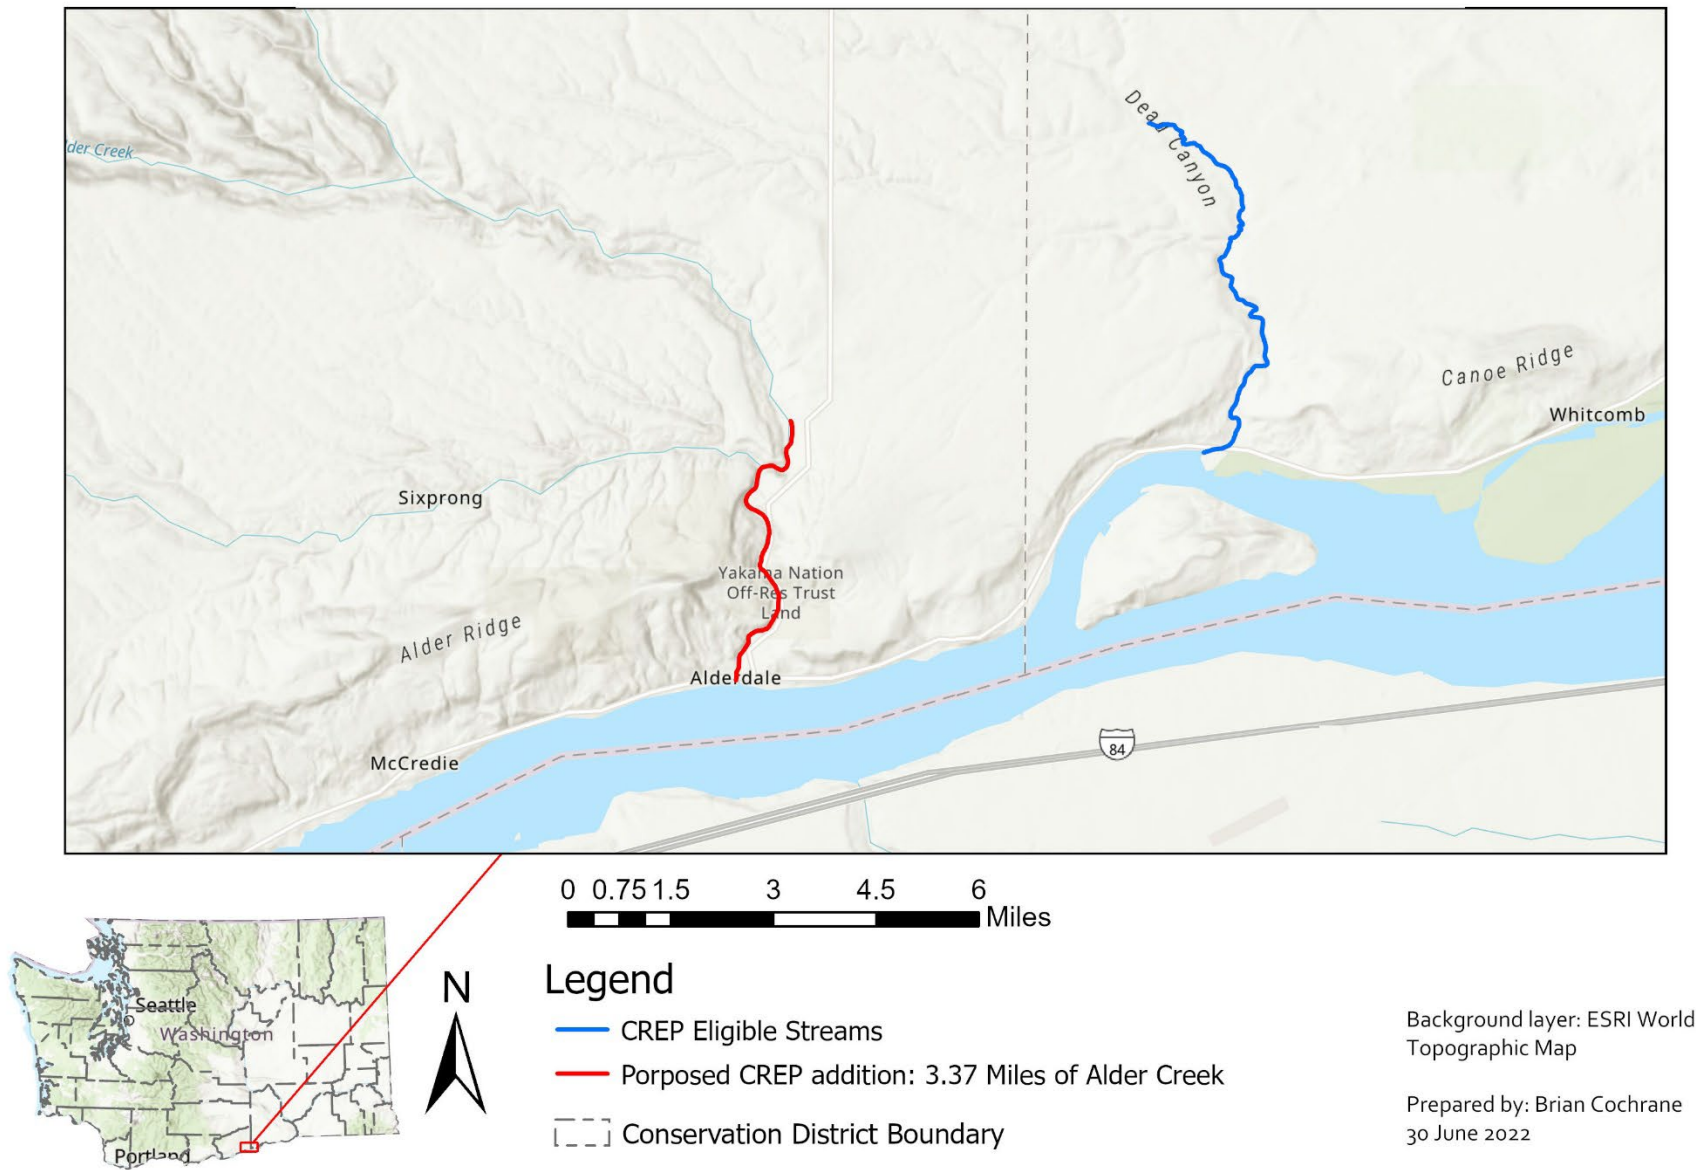 Dead Canyon
der Creek
Canoe Ridge
Whitcomb
Sixprong
Yakama Nation
Off-Res Trust
Land
Alder Ridge
Alderdale
84
McCredie
0 0.75 1.5 3 4.5 6
Miles
Seattle
Washington
Portland
N
Legend
CREP Eligible Streams
Porposed CREP addition: 3.37 Miles of Alder Creek
Conservation District Boundary
Background layer: ESRI World
Topographic Map
Prepared by: Brian Cochrane
30 June 2022